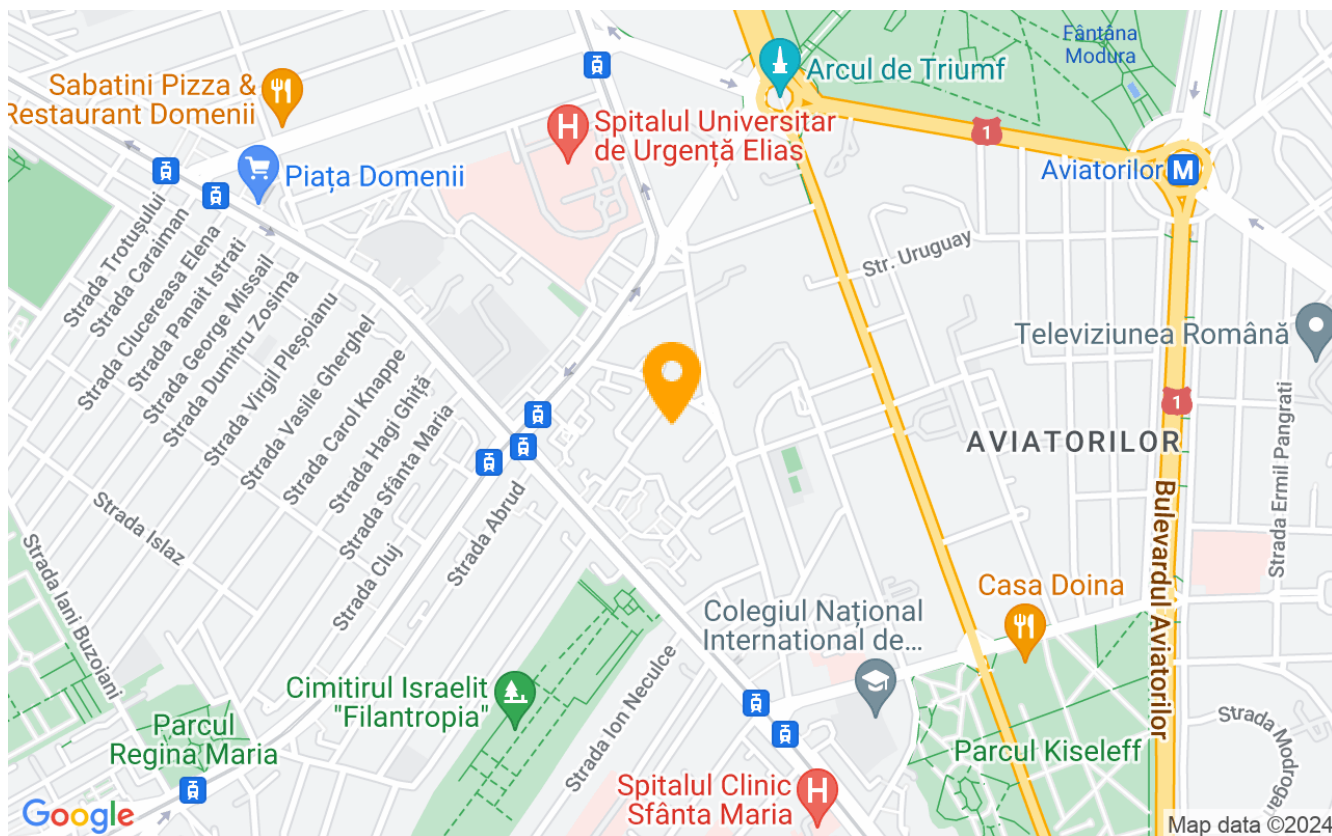 Fântâna
Modura
Arcul de Triumf
Sabatini Pizza &
Restaurant Domenii
H
Spitalul Universitar
de Urgență Elias
1
Piața Domenii
Aviatorilor
M
Strada Trotușului
Strada Caraiman
Strada Clucereasa Elena
Strada Panait Istrati
Strada George Missail
Strada Dumitru Zosima
Strada Virgil Pleșoianu
Strada Vasile Gherghel
Strada Carol Knappe
Strada Hagi Ghiță
Strada Sfânta Maria
Strada Cluj
Strada Abrud
Strada Islaz
Strada Iani Buzoiani
Str. Uruguay
Televiziunea Română
1
AVIATORILOR
Strada Ermil Pangrati
Bulevardul Aviatorilor
Casa Doina
Colegiul Național
Internațional de...
Cimitirul Israelit
"Filantropia"
Strada Ion Neculce
Parcul
Regina Maria
Parcul Kiseleff
Spitalul Clinic
Sfânta Maria
H
Google
Map data ©2024